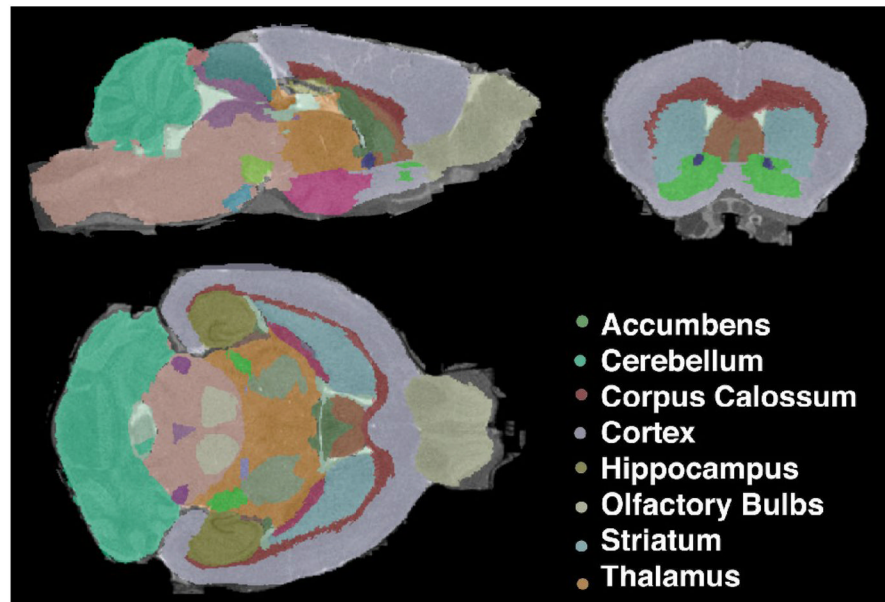 Accumbens
Cerebellum
Corpus Calossum
Cortex
Hippocampus
Olfactory Bulbs
Striatum
Thalamus